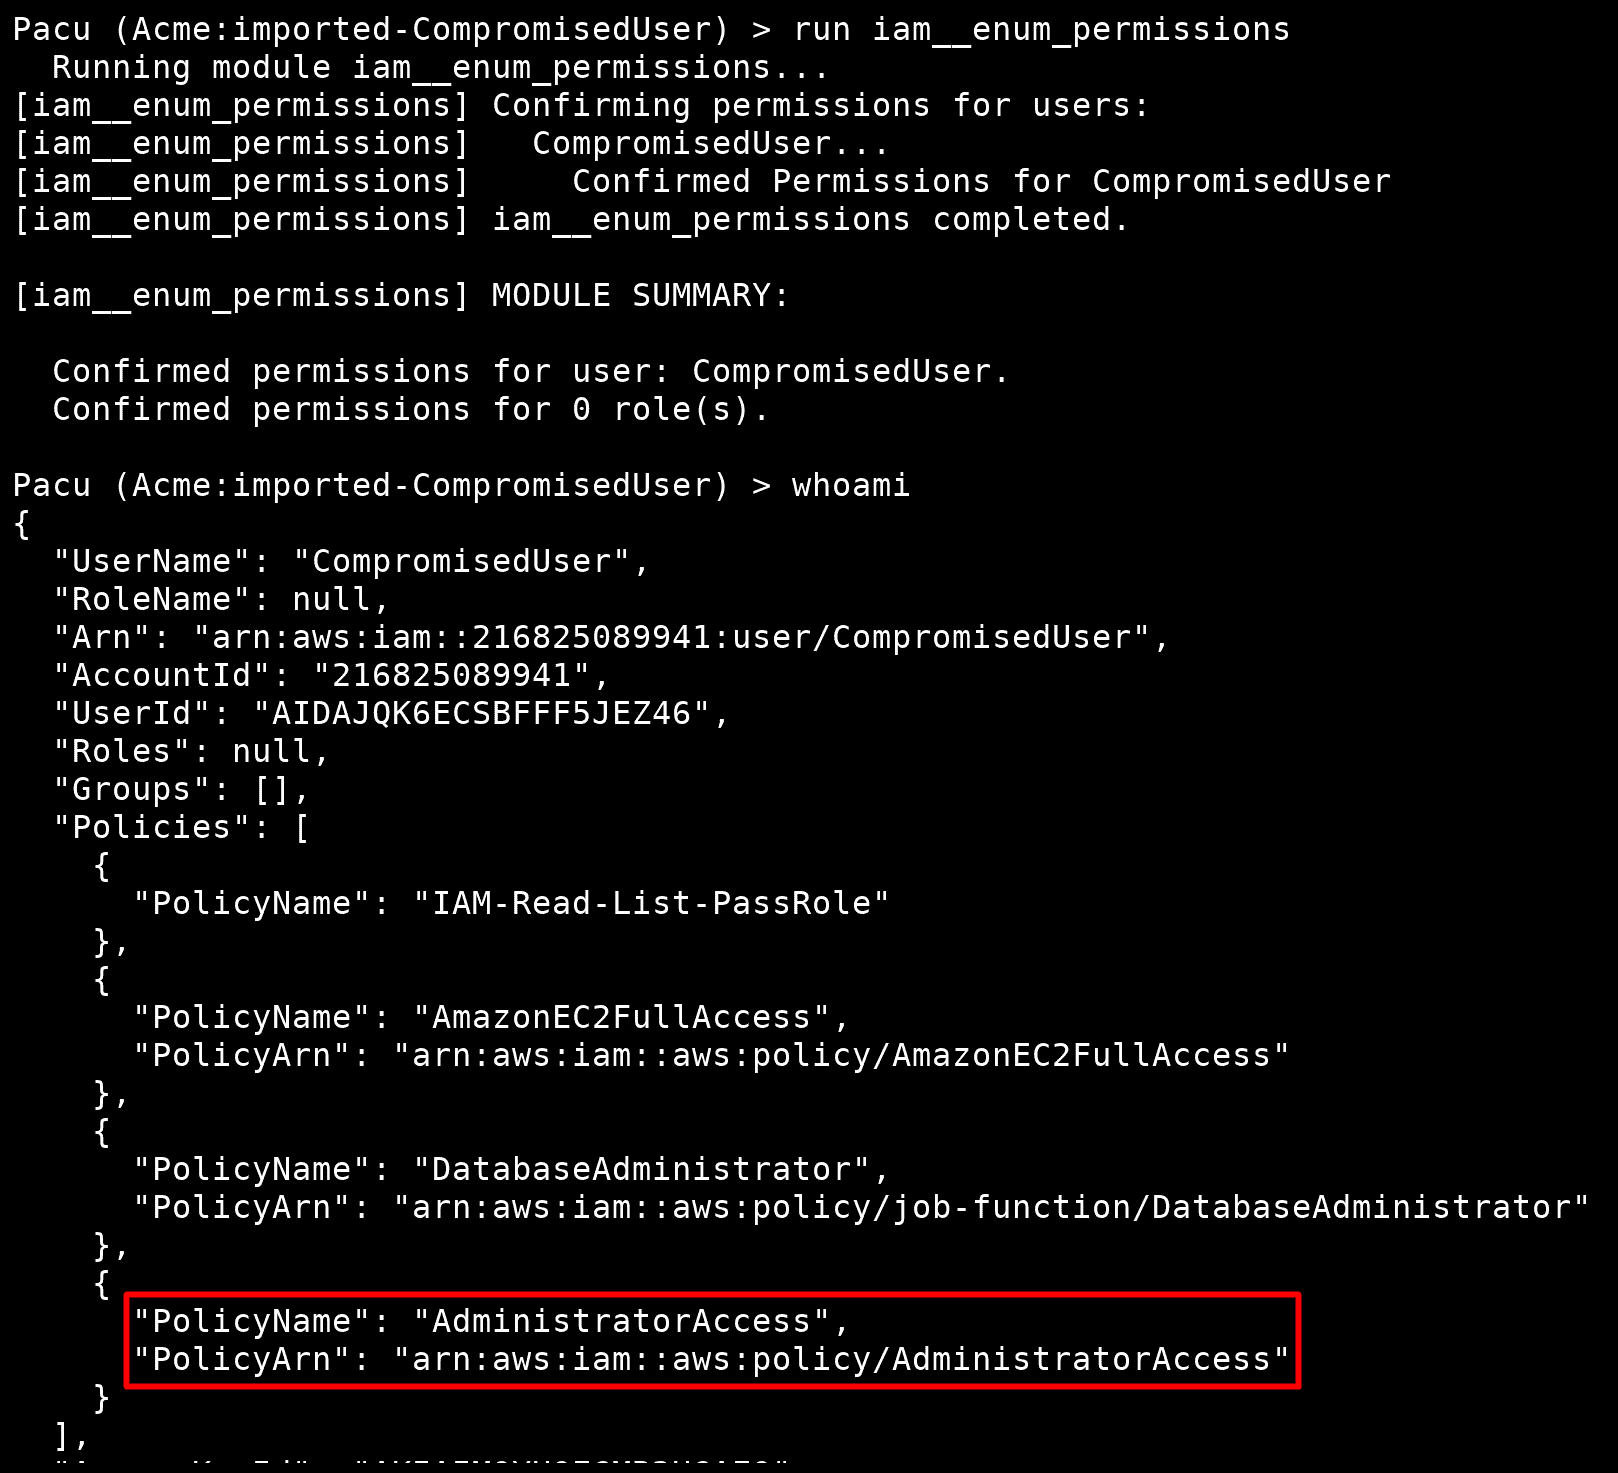 Pacu (Acme:imported-CompromisedUser) > run iam__enum_permissions
  Running module iam__enum_permissions...
[iam__enum_permissions] Confirming permissions for users:
[iam__enum_permissions]   CompromisedUser...
[iam__enum_permissions]     Confirmed Permissions for CompromisedUser
[iam__enum_permissions] iam__enum_permissions completed.

[iam__enum_permissions] MODULE SUMMARY:

  Confirmed permissions for user: CompromisedUser.
  Confirmed permissions for 0 role(s).

Pacu (Acme:imported-CompromisedUser) > whoami
{
  "UserName": "CompromisedUser",
  "RoleName": null,
  "Arn": "arn:aws:iam::216825089941:user/CompromisedUser",
  "AccountId": "216825089941",
  "UserId": "AIDAJQK6ECSBFFF5JEZ46",
  "Roles": null,
  "Groups": [],
  "Policies": [
    {
      "PolicyName": "IAM-Read-List-PassRole"
    },
    {
      "PolicyName": "AmazonEC2FullAccess",
      "PolicyArn": "arn:aws:iam::aws:policy/AmazonEC2FullAccess"
    },
    {
      "PolicyName": "DatabaseAdministrator",
      "PolicyArn": "arn:aws:iam::aws:policy/job-function/DatabaseAdministrator"
    },
    {
      "PolicyName": "AdministratorAccess",
      "PolicyArn": "arn:aws:iam::aws:policy/AdministratorAccess"
    }
  ],